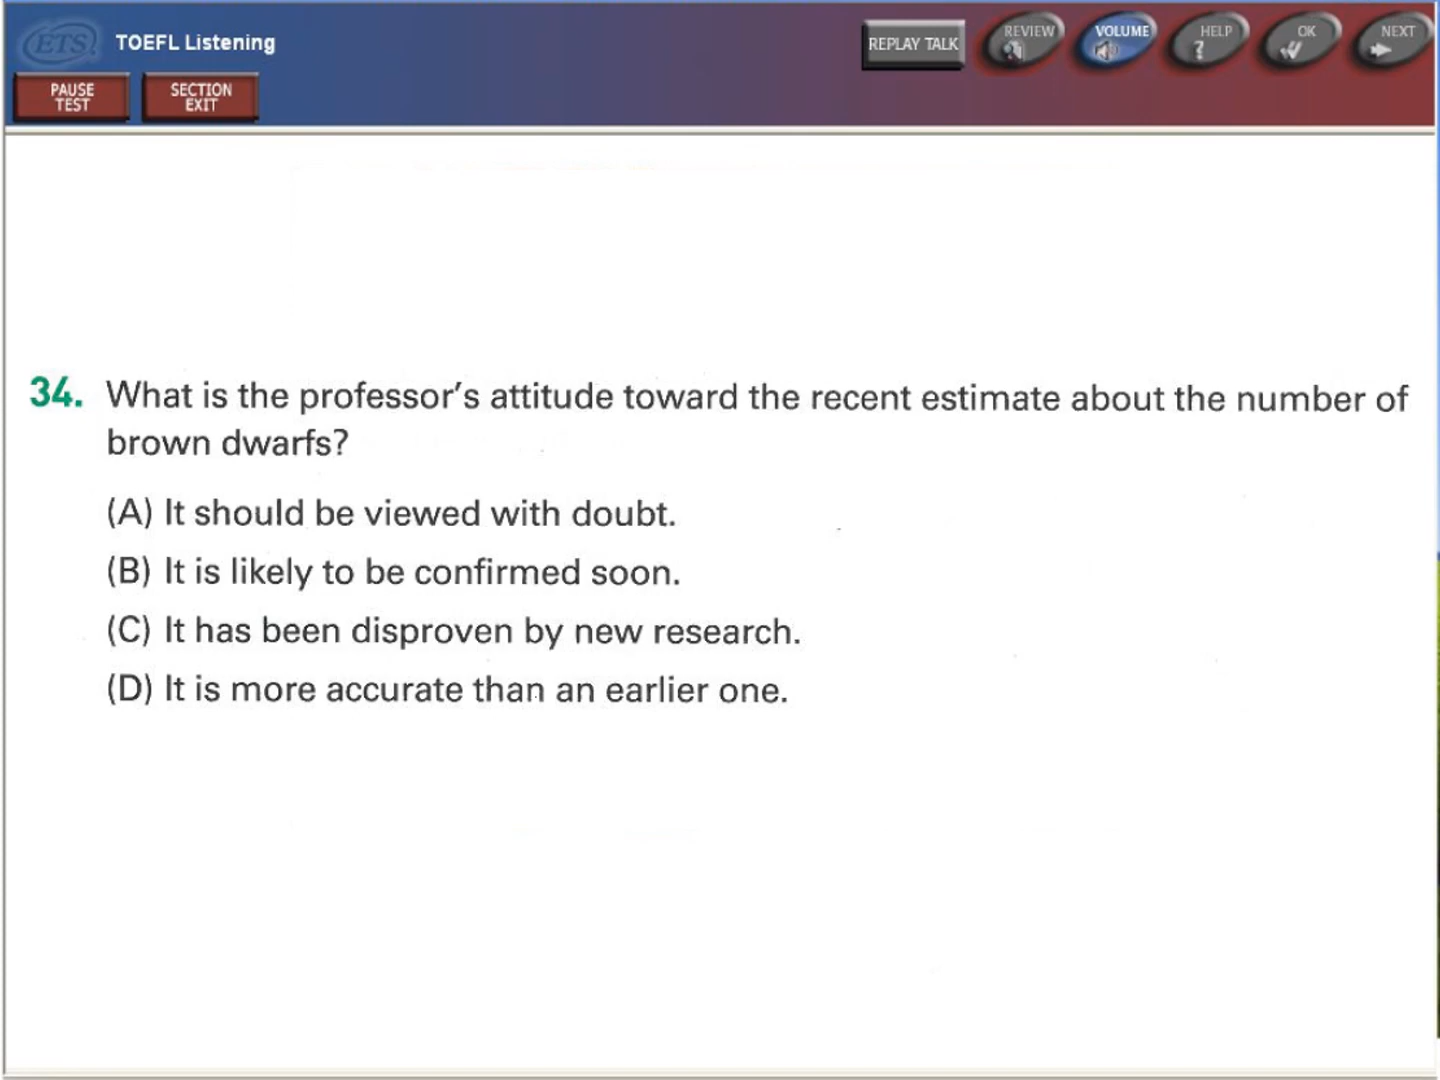 ETS TOEFL Listening
REPLAY TALK
REVIEW
VOLUME
HELP
?
OK
NEXT
PAUSE
TEST
SECTION
EXIT
34. What is the professor's attitude toward the recent estimate about the number of
brown dwarfs?
(A) It should be viewed with doubt.
(B) It is likely to be confirmed soon.
(C) It has been disproven by new research.
(D) It is more accurate than an earlier one.